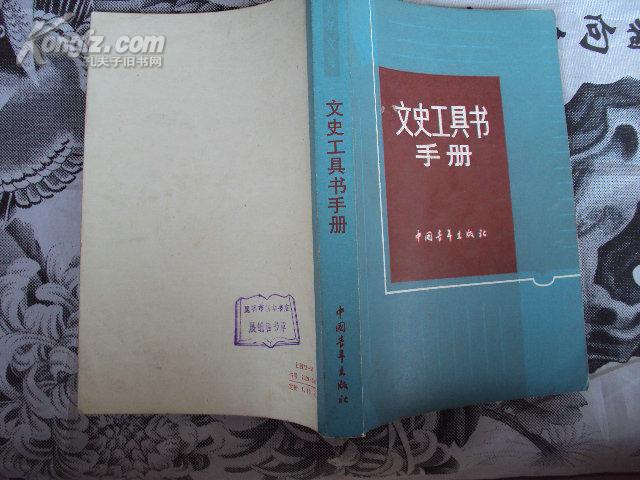 Kongfz.com
孔夫子旧书网
何
文史工具书
手册
中国青年出版社
文史工具书手册
中国青年出版社